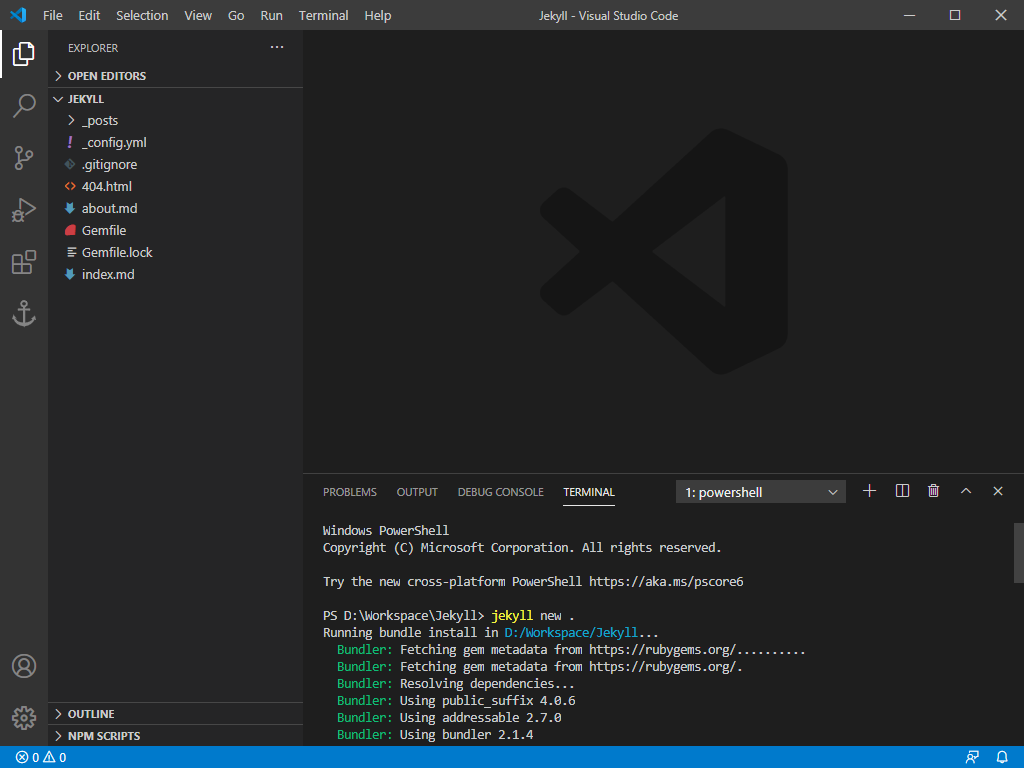 File Edit Selection View Go Run Terminal Help
Jekyll - Visual Studio Code
EXPLORER
OPEN EDITORS
JEKYLL
_posts
_config.yml
.gitignore
404.html
about.md
Gemfile
Gemfile.lock
index.md
OUTLINE
NPM SCRIPTS
PROBLEMS OUTPUT DEBUG CONSOLE TERMINAL 1: powershell
Windows PowerShell
Copyright (C) Microsoft Corporation. All rights reserved.
Try the new cross-platform PowerShell https://aka.ms/pscore6
PS D:\Workspace\Jekyll> jekyll new .
Running bundle install in D:/Workspace/Jekyll...
Bundler: Fetching gem metadata from https://rubygems.org/..........
Bundler: Fetching gem metadata from https://rubygems.org/.
Bundler: Resolving dependencies...
Bundler: Using public_suffix 4.0.6
Bundler: Using addressable 2.7.0
Bundler: Using bundler 2.1.4
0 0